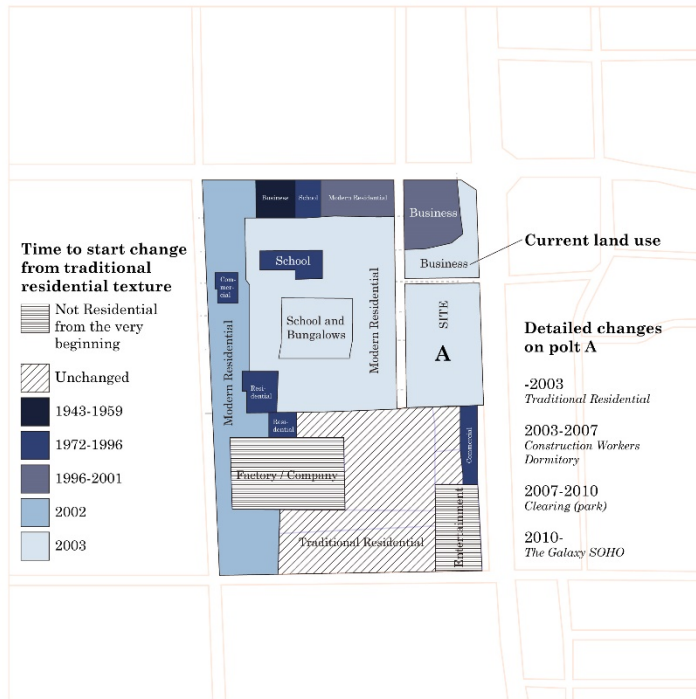 Time to start change
from traditional
residential texture
Not Residential
from the very
beginning
Unchanged
1943-1959
1972-1996
1996-2001
2002
2003
Business
School
Modern Residential
Business
Business
School
Com-
mer-
cial
School and
Bungalows
Modern Residential
Modern Residential
SITE
A
Resi-
dential
Resi-
dential
Commercial
Factory / Company
Traditional Residential
Entertainment
Current land use
Detailed changes
on polt A
-2003
Traditional Residential
2003-2007
Construction Workers
Dormitory
2007-2010
Clearing (park)
2010-
The Galaxy SOHO